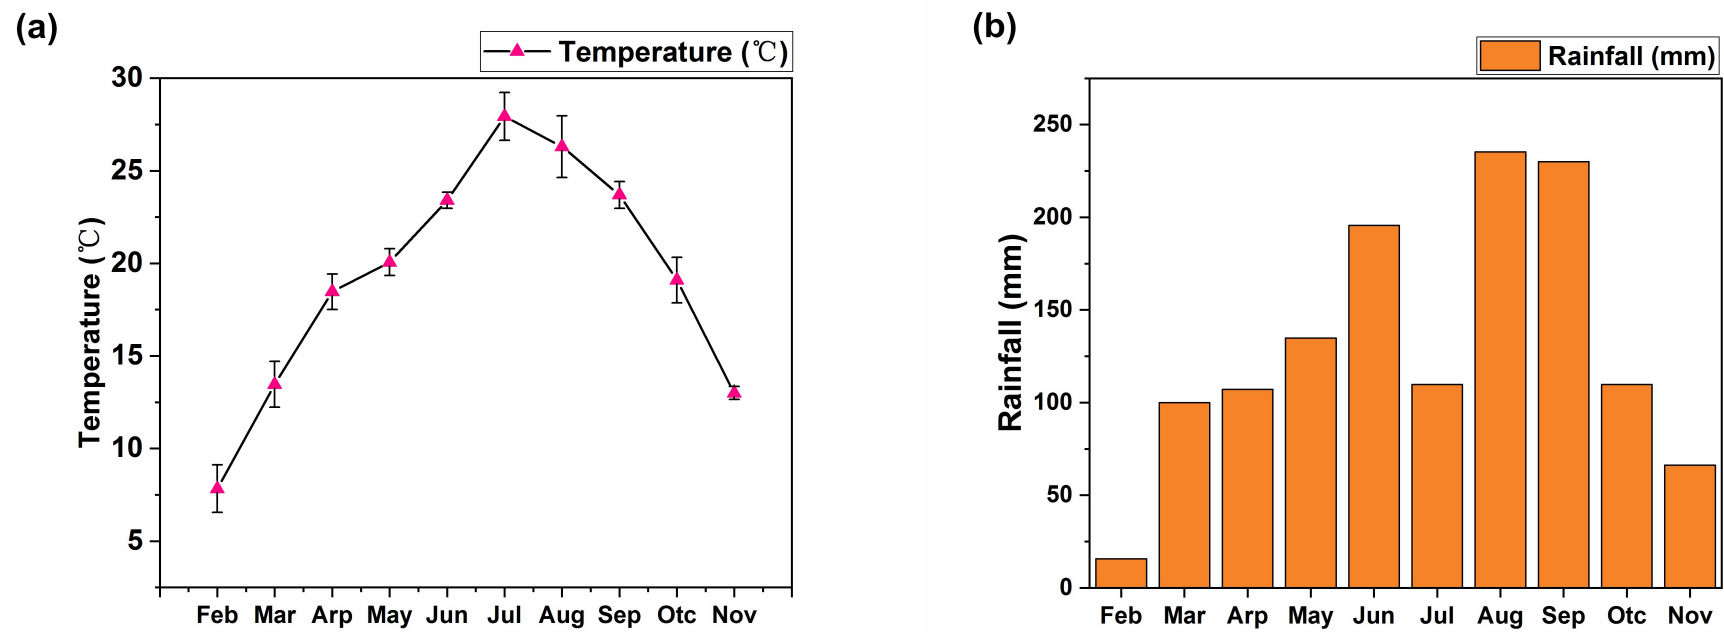 (a)
Temperature (℃)
30
25
20
15
10
5
Temperature (℃)
Feb Mar Arp May Jun Jul Aug Sep Otc Nov
(b)
Rainfall (mm)
250
200
150
100
50
0
Rainfall (mm)
Feb Mar Arp May Jun Jul Aug Sep Otc Nov